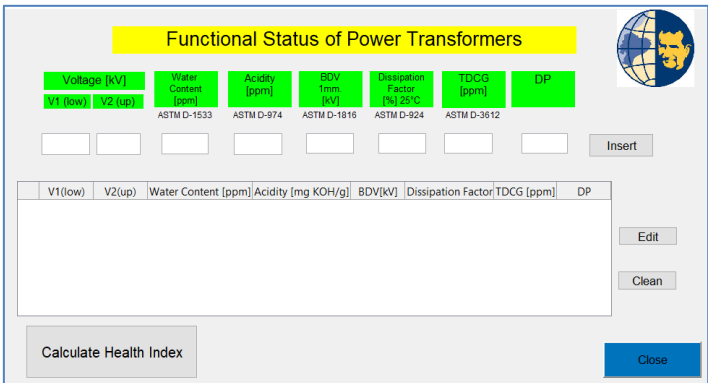 Functional Status of Power Transformers
Voltage [kV]
V1 (low) V2 (up)
Water
Content
[ppm]
ASTM D-1533
Acidity
[ppm]
ASTM D-974
BDV
1mm.
[kV]
ASTM D-1816
Dissipation
Factor
[%] 25°C
ASTM D-924
TDCG
[ppm]
ASTM D-3612
DP
Insert
V1(low) V2(up) Water Content [ppm] Acidity [mg KOH/g] BDV[kV] Dissipation Factor TDCG [ppm] DP
Edit
Clean
Calculate Health Index
Close